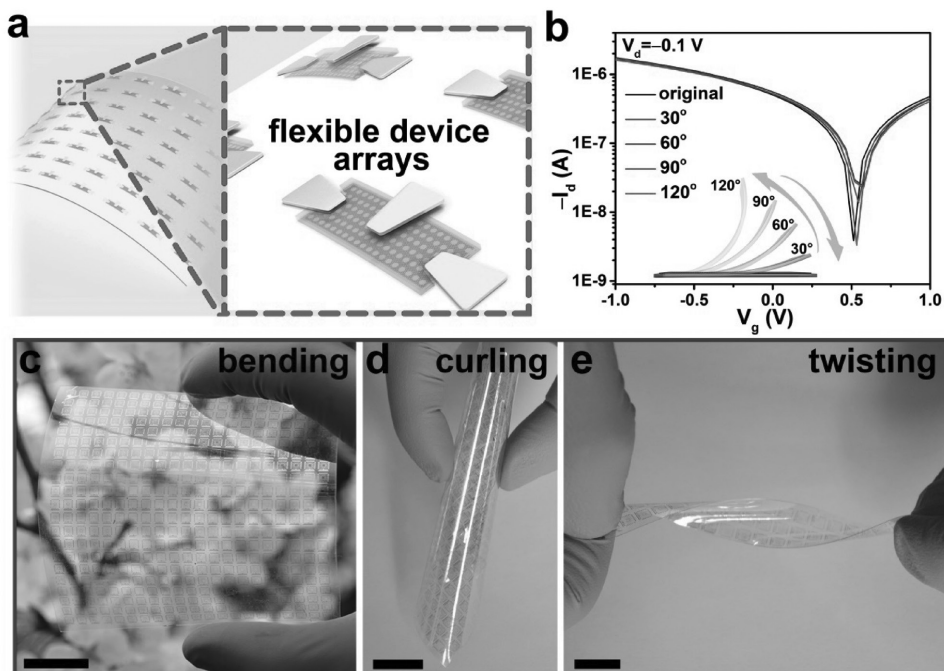 a
flexible device
arrays
b
V_d=−0.1 V
original
30°
60°
90°
120°
120°
90°
60°
30°
1E-6
1E-7
1E-8
1E-9
−I_d (A)
-1.0
-0.5
0.0
0.5
1.0
V_g (V)
c
bending
d
curling
e
twisting